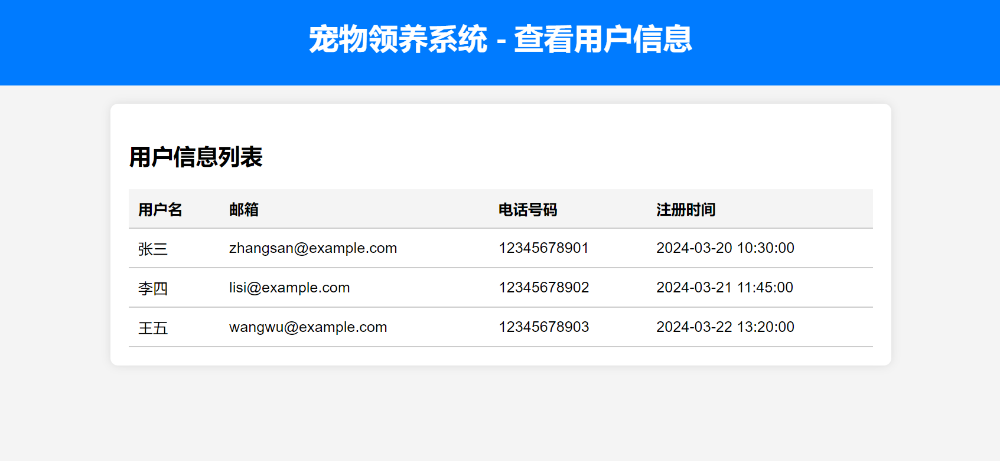 宠物领养系统 - 查看用户信息
用户信息列表
用户名 邮箱 电话号码 注册时间
张三 zhangsan@example.com 12345678901 2024-03-20 10:30:00
李四 lisi@example.com 12345678902 2024-03-21 11:45:00
王五 wangwu@example.com 12345678903 2024-03-22 13:20:00